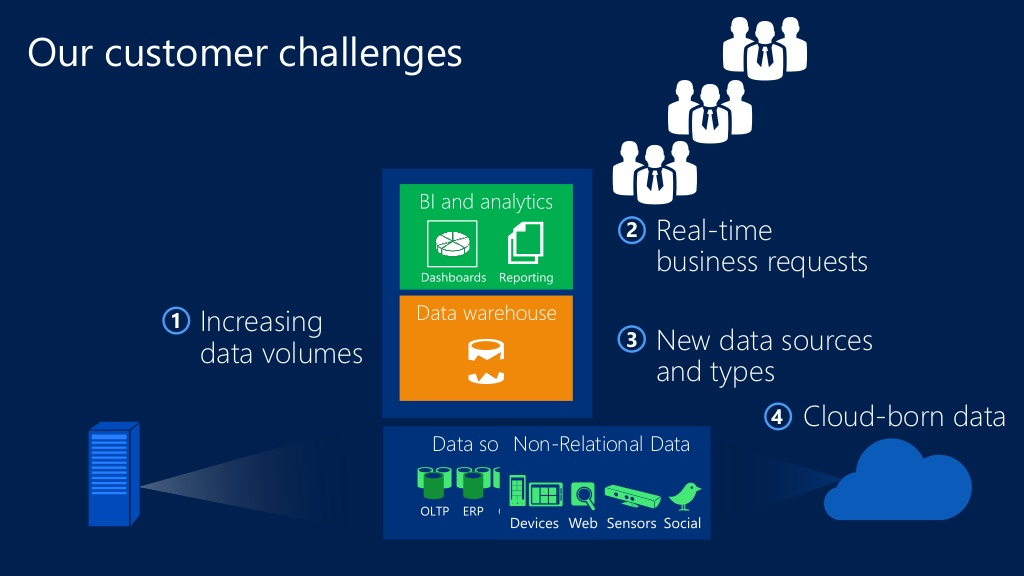 Our customer challenges
BI and analytics
Dashboards Reporting
Data warehouse
1 Increasing
data volumes
2 Real-time
business requests
3 New data sources
and types
4 Cloud-born data
Data so Non-Relational Data
OLTP ERP
Devices Web Sensors Social